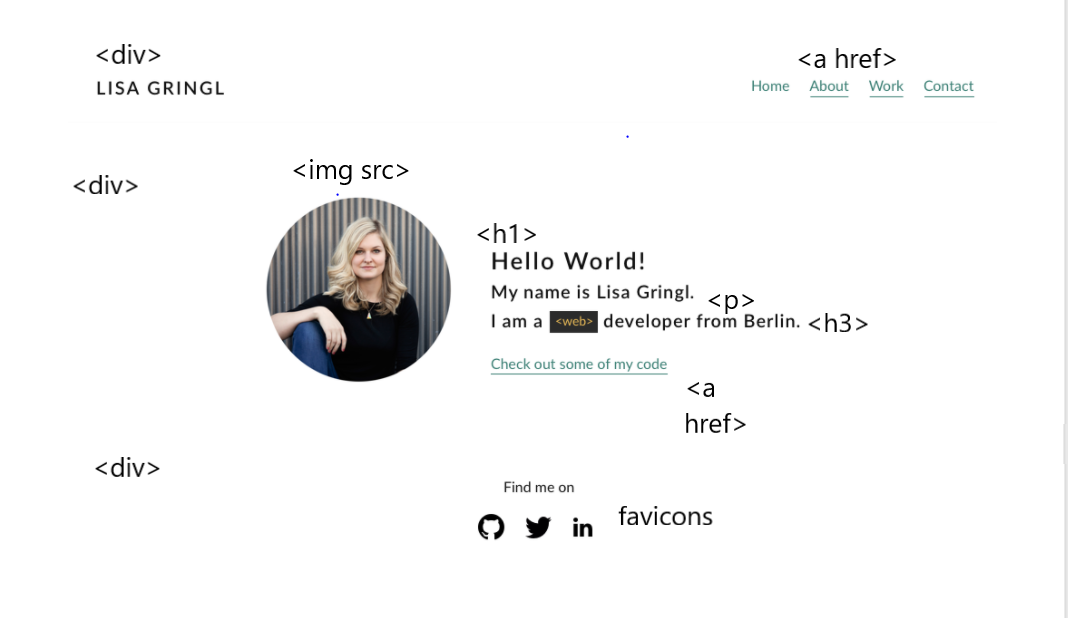 <div>
<a href>
LISA GRINGL
Home About Work Contact
<img src>
<div>
<h1>
Hello World!
My name is Lisa Gringl.
<p>
I am a <web> developer from Berlin.
<h3>
Check out some of my code
<a
href>
<div>
Find me on
in
favicons